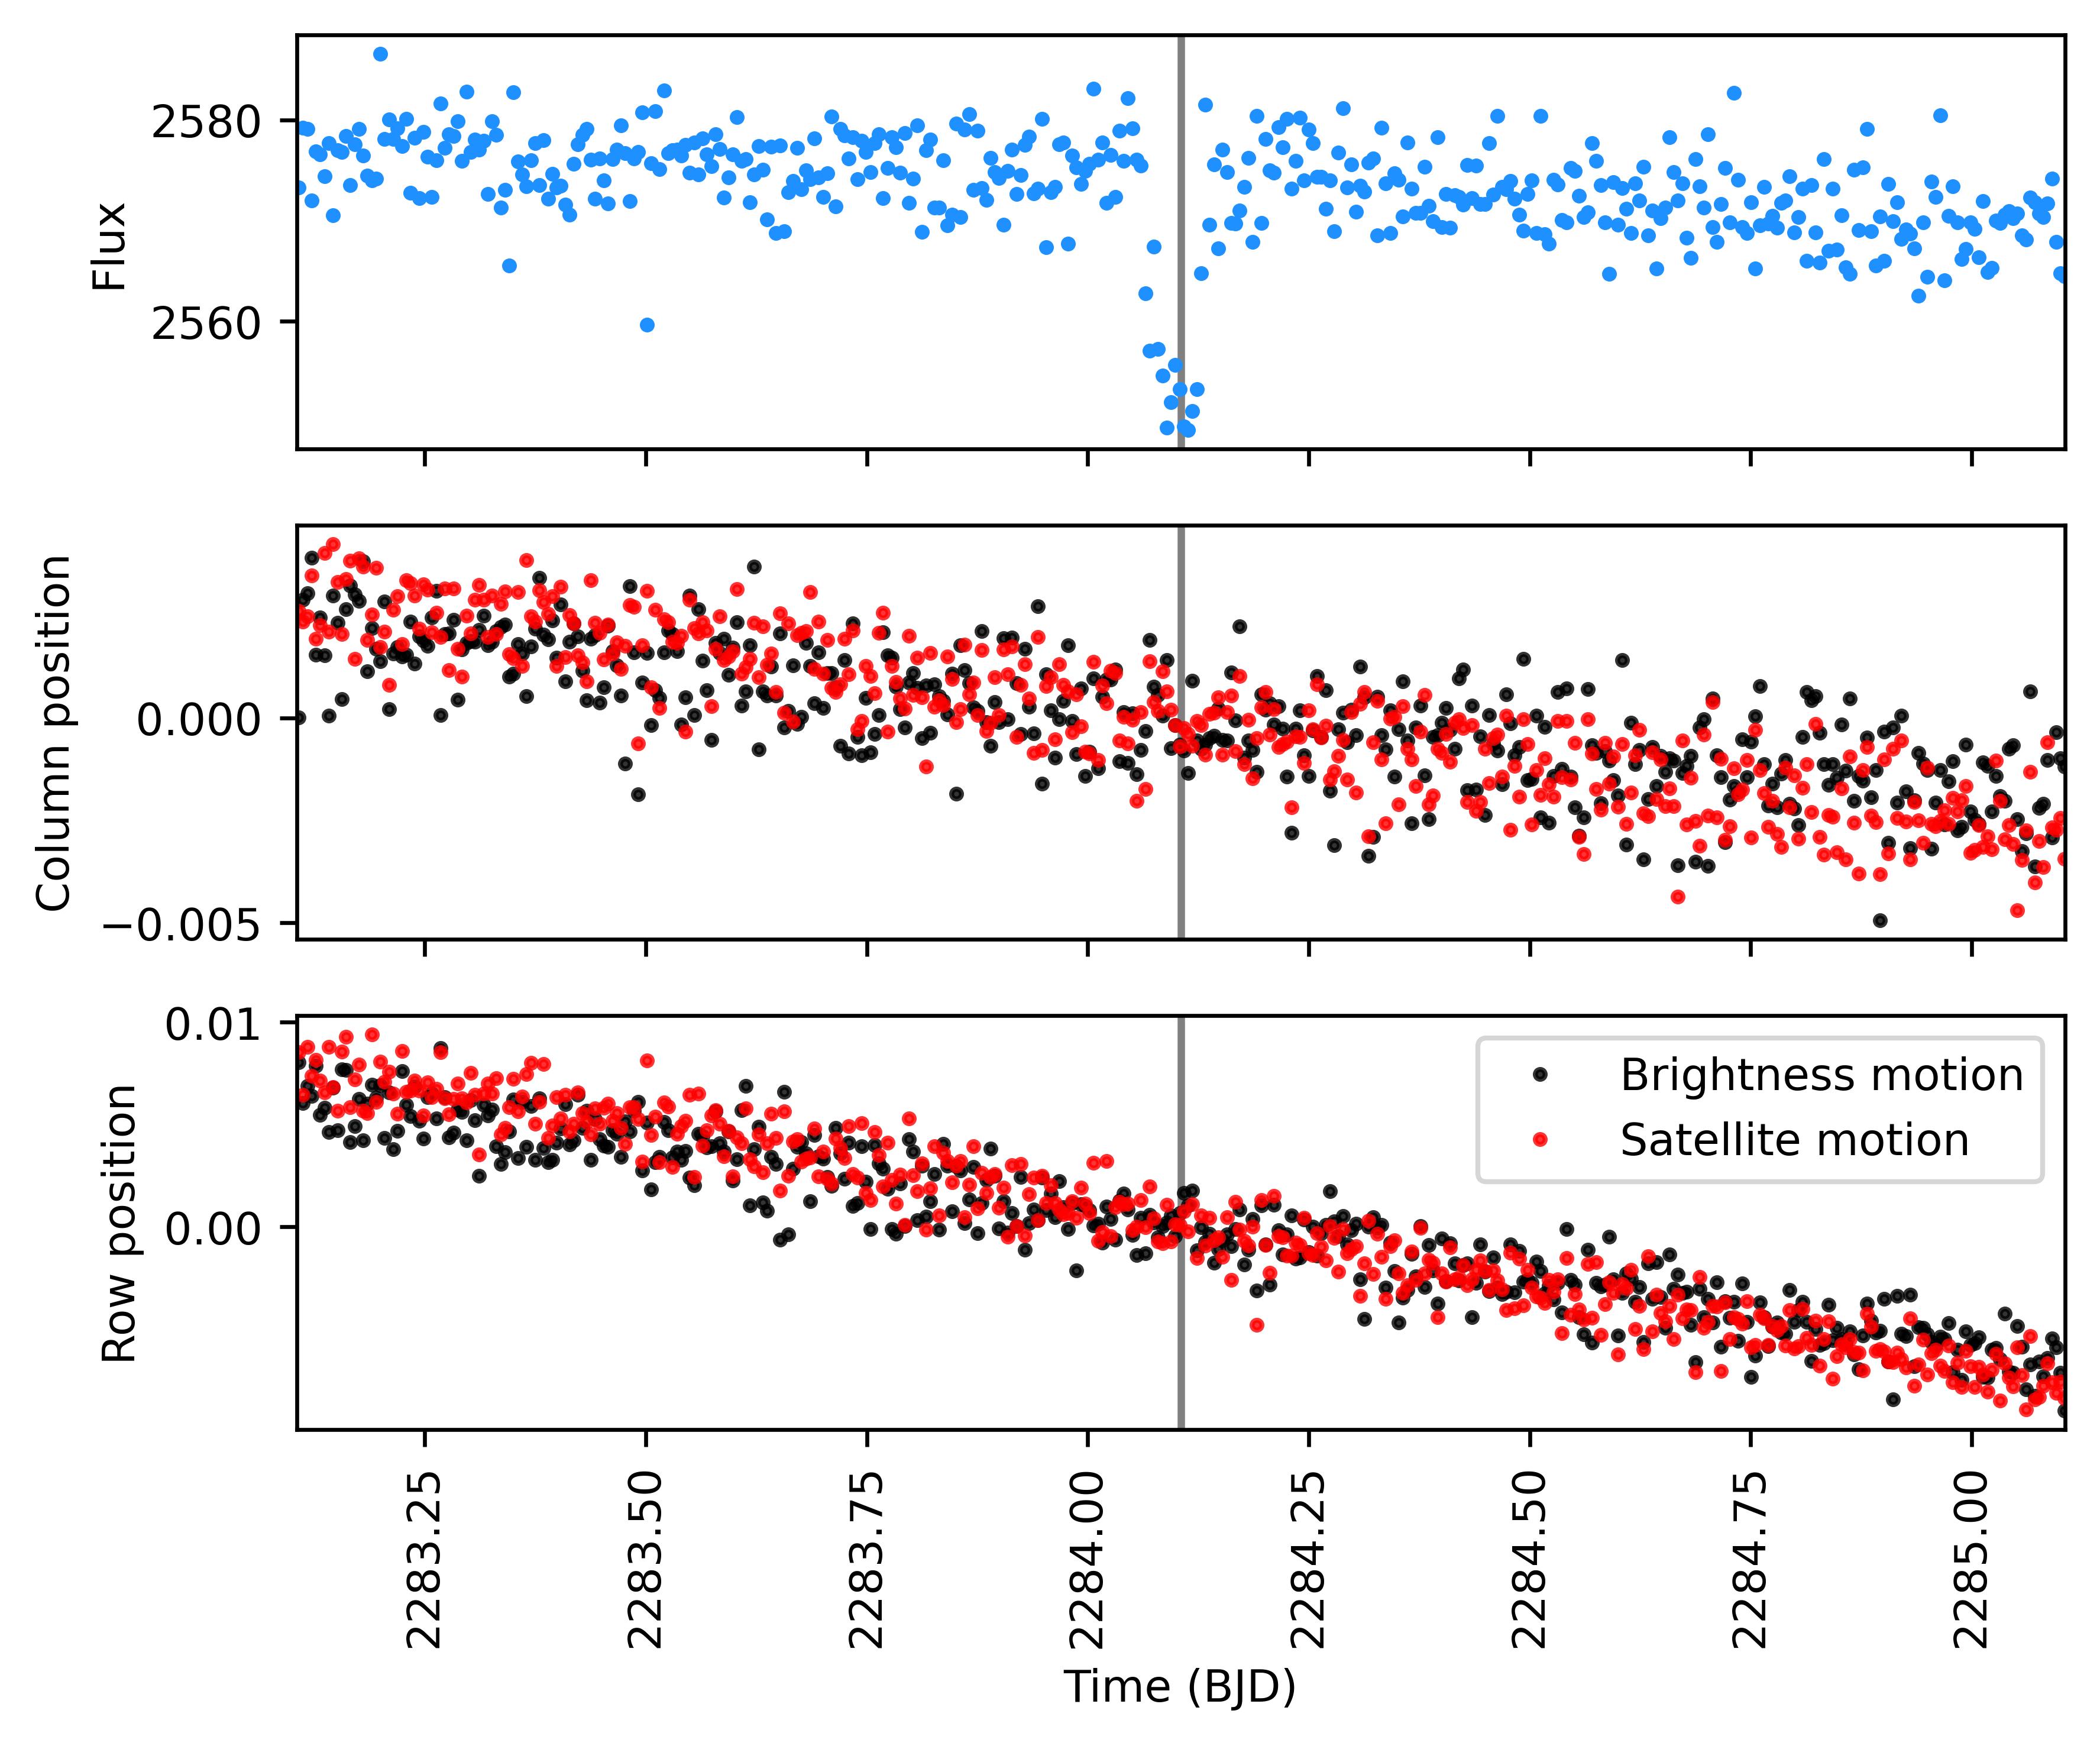 2580
2560
Flux
0.000
−0.005
Column position
0.01
0.00
Row position
Brightness motion
Satellite motion
2283.25
2283.50
2283.75
2284.00
2284.25
2284.50
2284.75
2285.00
Time (BJD)